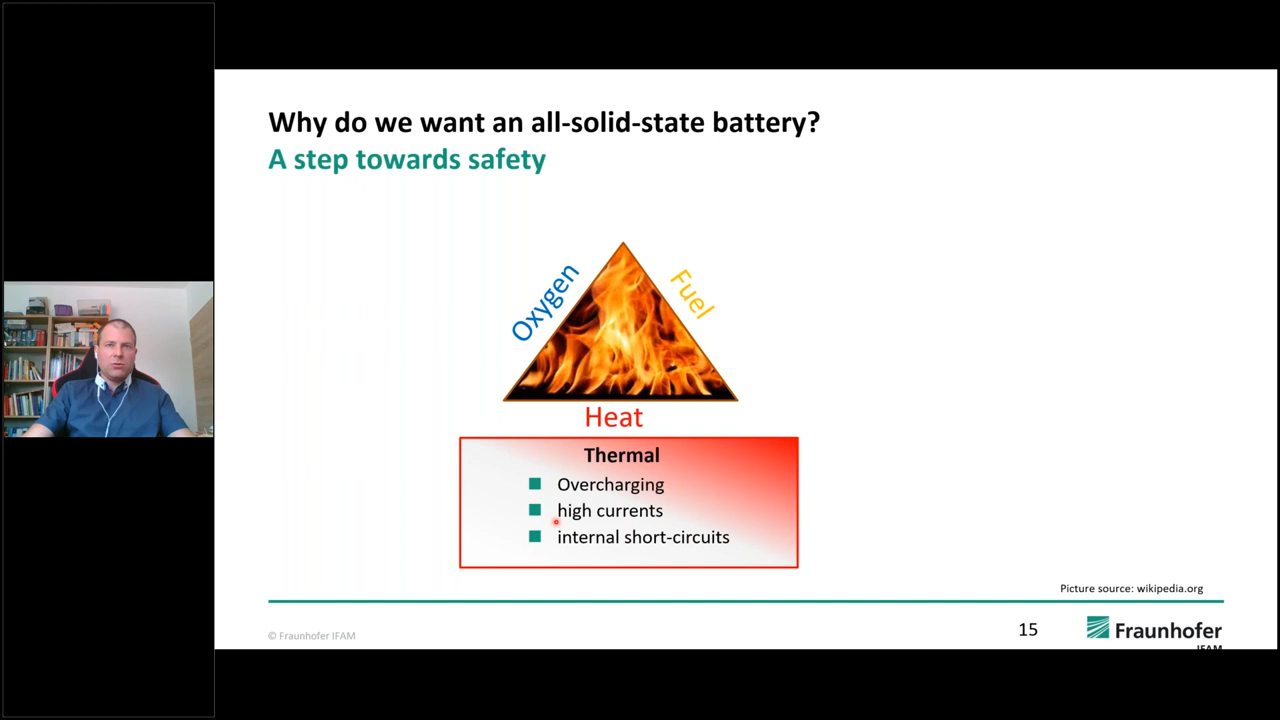 Why do we want an all-solid-state battery?
A step towards safety
Oxygen
Fuel
Heat
Thermal
Overcharging
high currents
internal short-circuits
Picture source: wikipedia.org
© Fraunhofer IFAM
15
Fraunhofer
IFAM